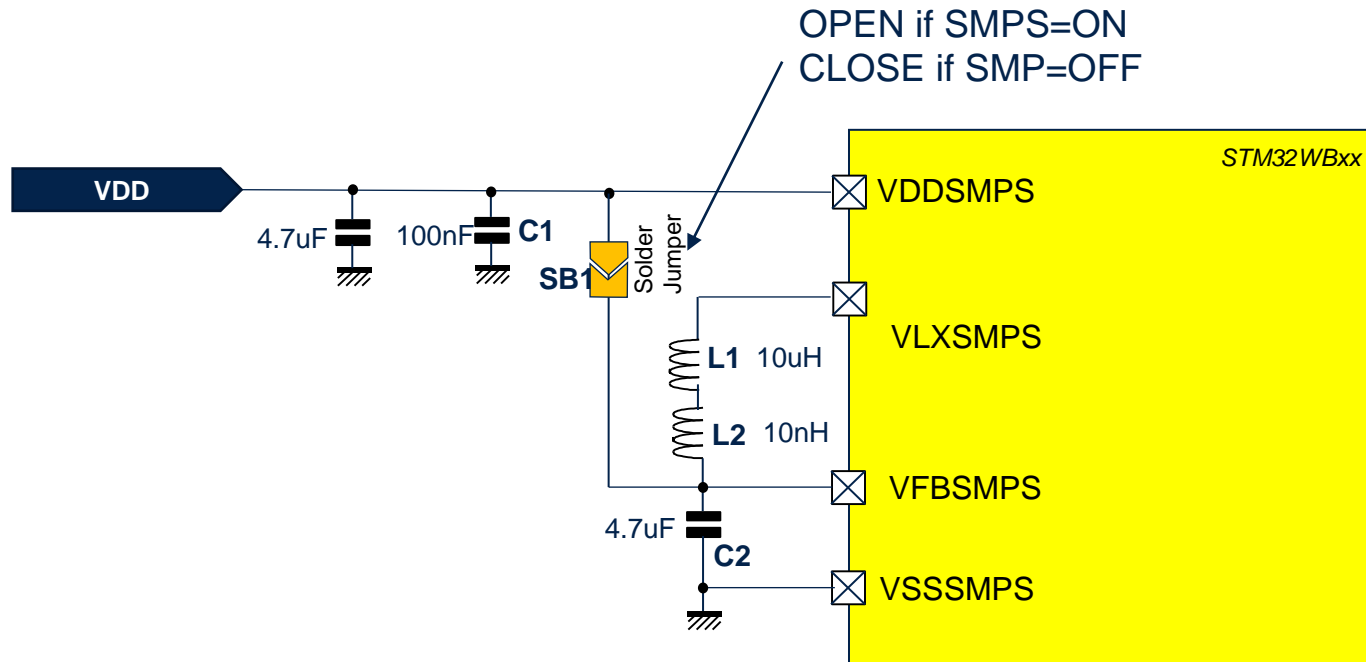 OPEN if SMPS=ON
CLOSE if SMP=OFF
STM32WBxx
VDD
VDDSMPS
4.7uF
100nF C1
SB1
Solder
Jumper
VLXSMPS
L1 10uH
L2 10nH
VFBSMPS
4.7uF
C2
VSSSMPS